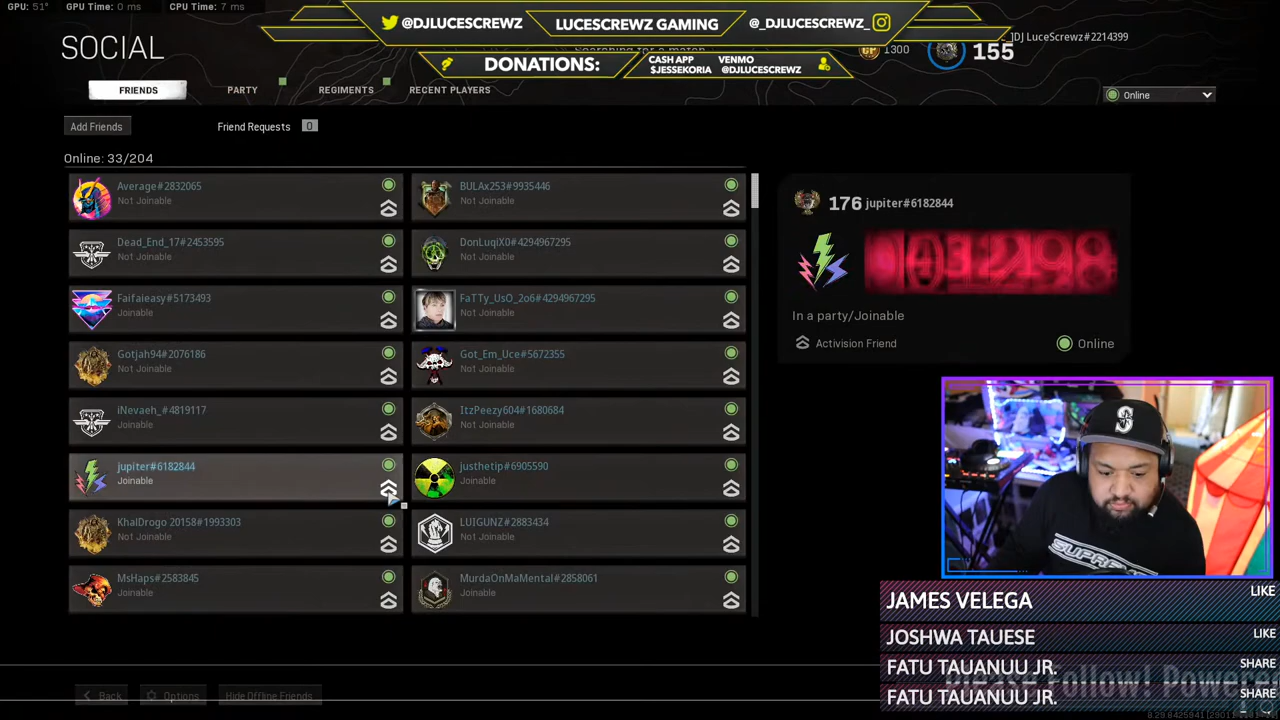 GPU: 51° GPU Time: 0 ms CPU Time: 7 ms
@DJLUCESCREWZ
LUCESCREWZ GAMING
@_DJLUCESCREWZ_
DONATIONS:
CASH APP
$JESSEKORIA
VENMO
@DJLUCESCREWZ
SOCIAL
Searching for a match
1300
[DJ] LuceScrewz#2214399
155
FRIENDS
PARTY
REGIMENTS
RECENT PLAYERS
Online
Add Friends
Friend Requests 0
Online: 33/204
Average#2832065
Not Joinable
BULAx253#9935446
Not Joinable
Dead_End_17#2453595
Not Joinable
DonLuqiX0#4294967295
Not Joinable
Faifaieasy#5173493
Joinable
FaTTy_UsO_2o6#4294967295
Not Joinable
Gotjah94#2076186
Not Joinable
Got_Em_Uce#5672355
Not Joinable
iNevaeh_#4819117
Joinable
ItzPeezy604#1680684
Not Joinable
jupiter#6182844
Joinable
justhetip#6905590
Joinable
KhalDrogo 20158#1993303
Not Joinable
LUIGUNZ#2883434
Not Joinable
MsHaps#2583845
Joinable
MurdaOnMaMental#2858061
Joinable
176 jupiter#6182844
In a party/Joinable
Activision Friend
Online
SUPREME
JAMES VELEGA LIKE
JOSHWA TAUESE LIKE
FATU TAUANUU JR. SHARE
FATU TAUANUU JR. SHARE
Back
Options
Hide Offline Friends